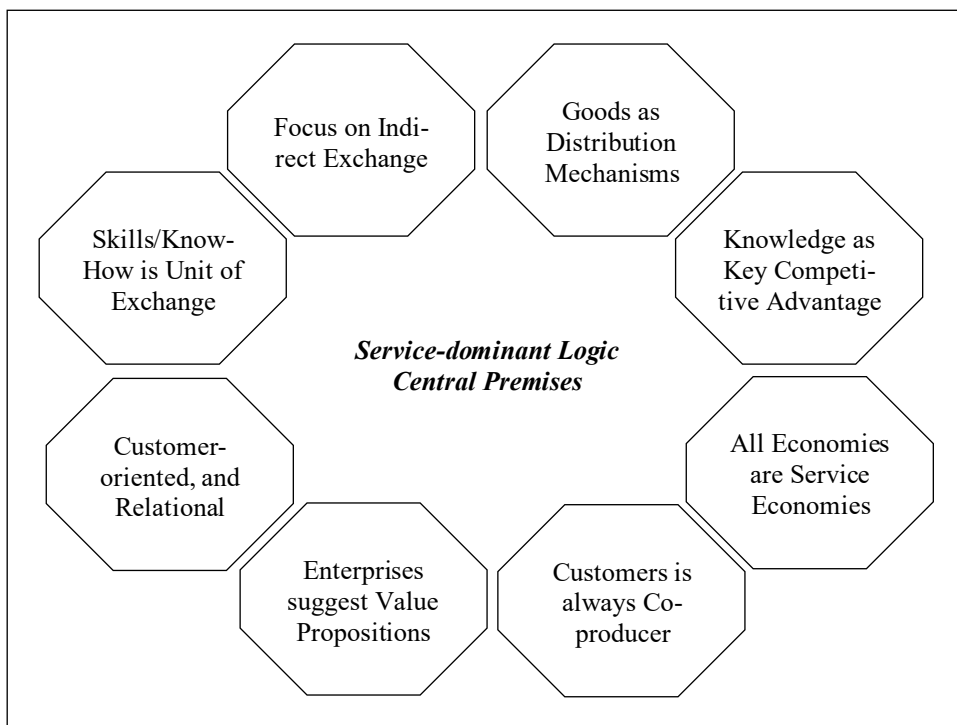 Focus on Indi-
rect Exchange
Goods as
Distribution
Mechanisms
Skills/Know-
How is Unit of
Exchange
Knowledge as
Key Competi-
tive Advantage
Service-dominant Logic
Central Premises
Customer-
oriented, and
Relational
All Economies
are Service
Economies
Enterprises
suggest Value
Propositions
Customers is
always Co-
producer